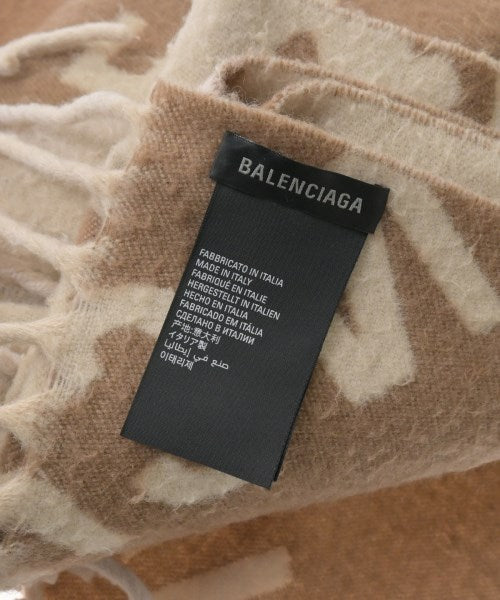 BALENCIAGA
FABBRICATO IN ITALIA
MADE IN ITALY
FABRIQUÉ EN ITALIE
HERGESTELLT IN ITALIEN
HECHO EN ITALIA
FABRICADO EM ITÁLIA
СДЕЛАНО В ИТАЛИИ
产地:意大利
イタリア製
صنع في إيطاليا
이태리제